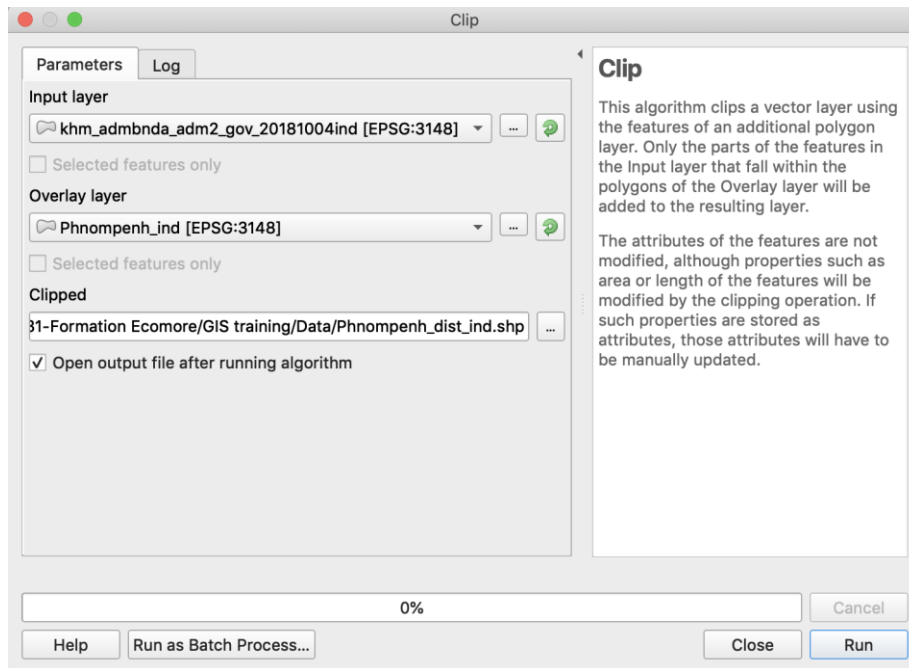 Clip
Parameters
Log
Input layer
khm_admbnda_adm2_gov_20181004ind [EPSG:3148]
...
Selected features only
Overlay layer
Phnompenh_ind [EPSG:3148]
...
Selected features only
Clipped
31-Formation Ecomore/GIS training/Data/Phnompenh_dist_ind.shp
...
Open output file after running algorithm
Clip
This algorithm clips a vector layer using
the features of an additional polygon
layer. Only the parts of the features in
the Input layer that fall within the
polygons of the Overlay layer will be
added to the resulting layer.
The attributes of the features are not
modified, although properties such as
area or length of the features will be
modified by the clipping operation. If
such properties are stored as
attributes, those attributes will have to
be manually updated.
0%
Cancel
Help
Run as Batch Process...
Close
Run